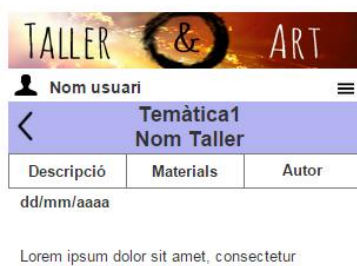 TALLER & ART
Nom usuari
Temàtica1
Nom Taller
Descripció Materials Autor
dd/mm/aaaa
Lorem ipsum dolor sit amet, consectetur